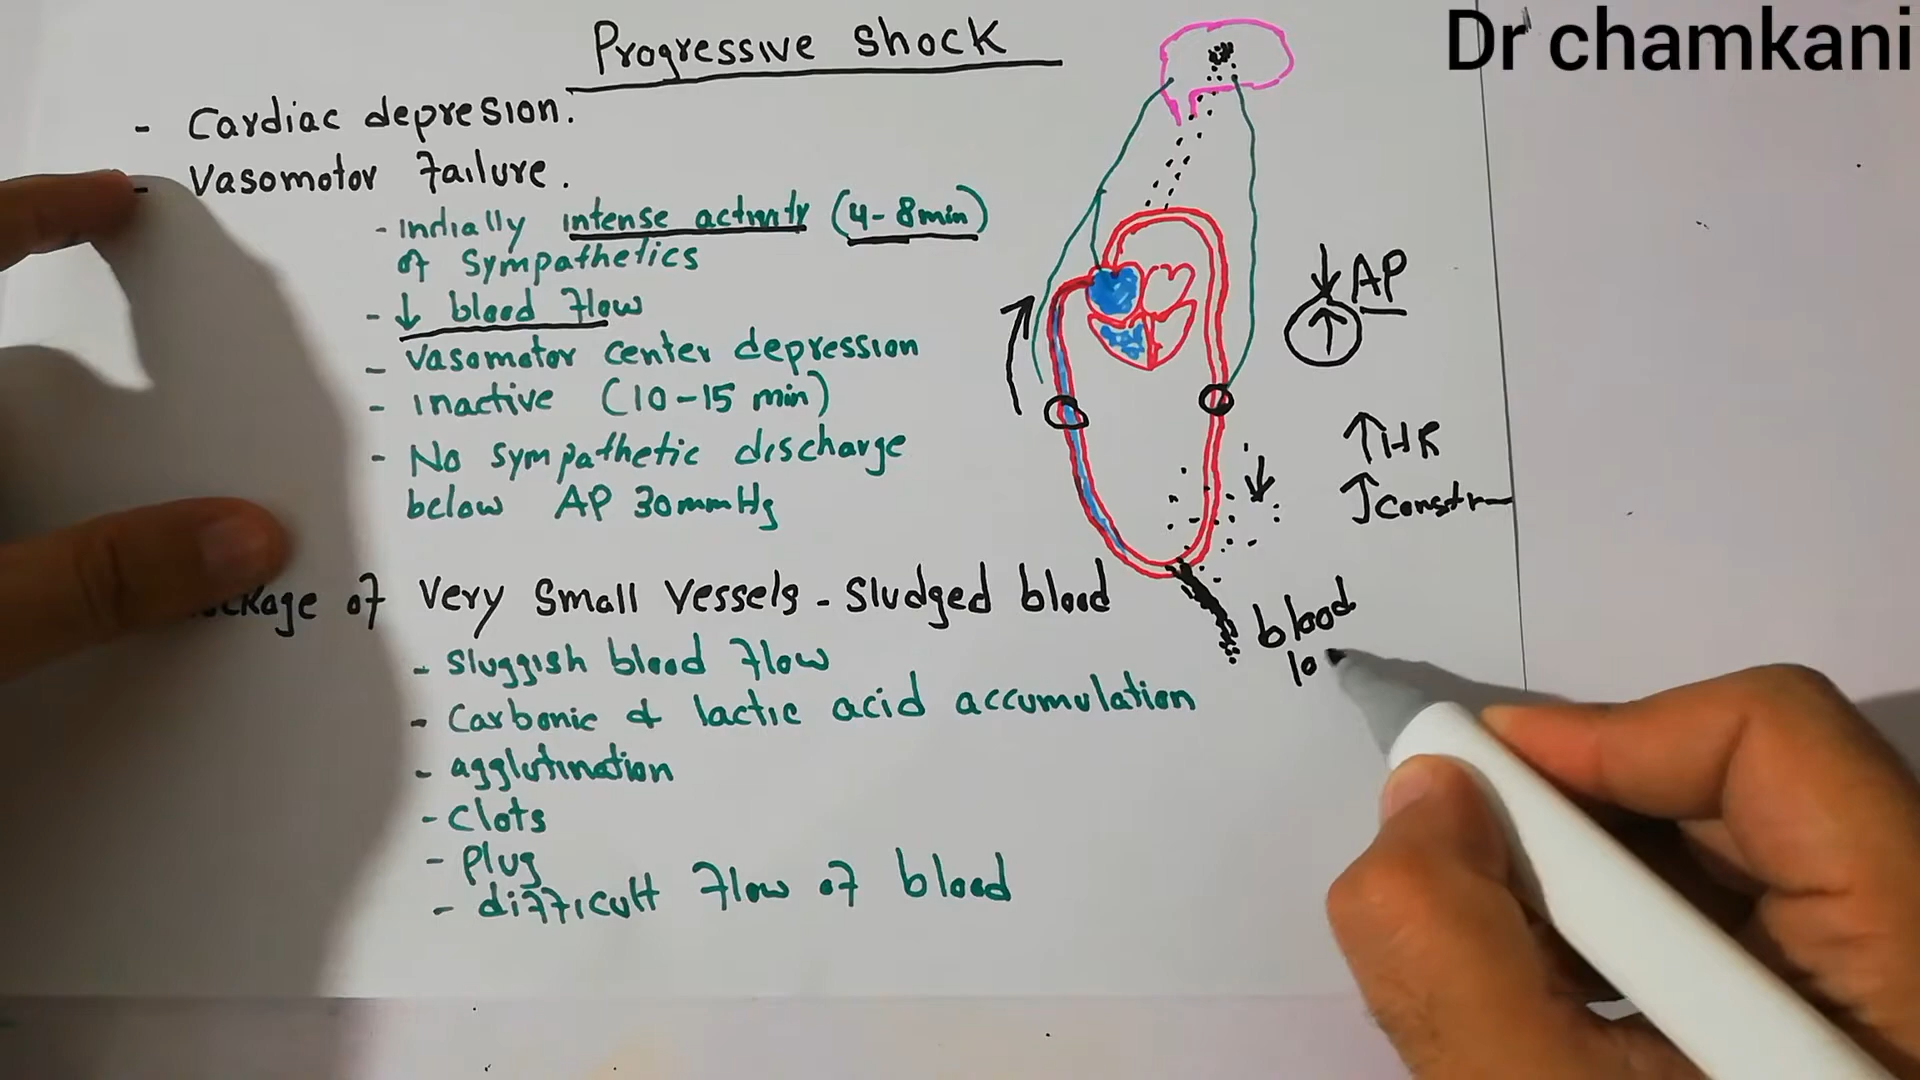 Dr chamkani
Progressive shock
- Cardiac depresion.
- Vasomotor failure.
- Initially intense activity (4-8min)
of sympathetics
- ↓ blood flow
- vasomotor center depression
- inactive (10-15 min)
- No sympathetic discharge
below AP 30mmHg
of very small vessels - sludged blood
- sluggish blood flow
- Carbonic & lactic acid accumulation
- agglutination
- clots
- plug
- difficult flow of blood
↓ AP
↑
↑ HR
↑ constr
blood
lo